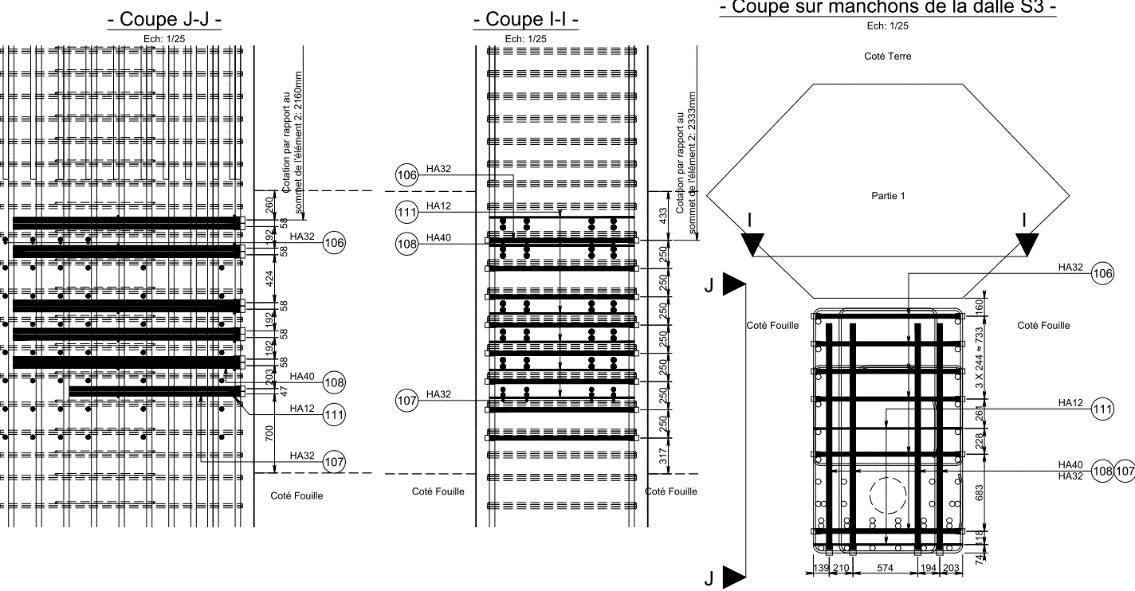 - Coupe J-J -
Ech: 1/25
Cotation par rapport au
sommet de l'élément 2: 2160mm
260
58
192
58
424
58
192
58
192
58
203
47
700
HA32 106
HA40 108
HA12 111
HA32 107
Coté Fouille
- Coupe I-I -
Ech: 1/25
Cotation par rapport au
sommet de l'élément 2: 2333mm
106 HA32
111 HA12
108 HA40
107 HA32
433
250
250
250
250
250
250
250
317
Coté Fouille
Coté Fouille
- Coupe sur manchons de la dalle S3 -
Ech: 1/25
Coté Terre
Partie 1
I
I
J
J
Coté Fouille
Coté Fouille
HA32 106
HA12 111
HA40
HA32
108 107
160
3 X 244 = 733
261
228
683
118
74
139 210 574 194 203